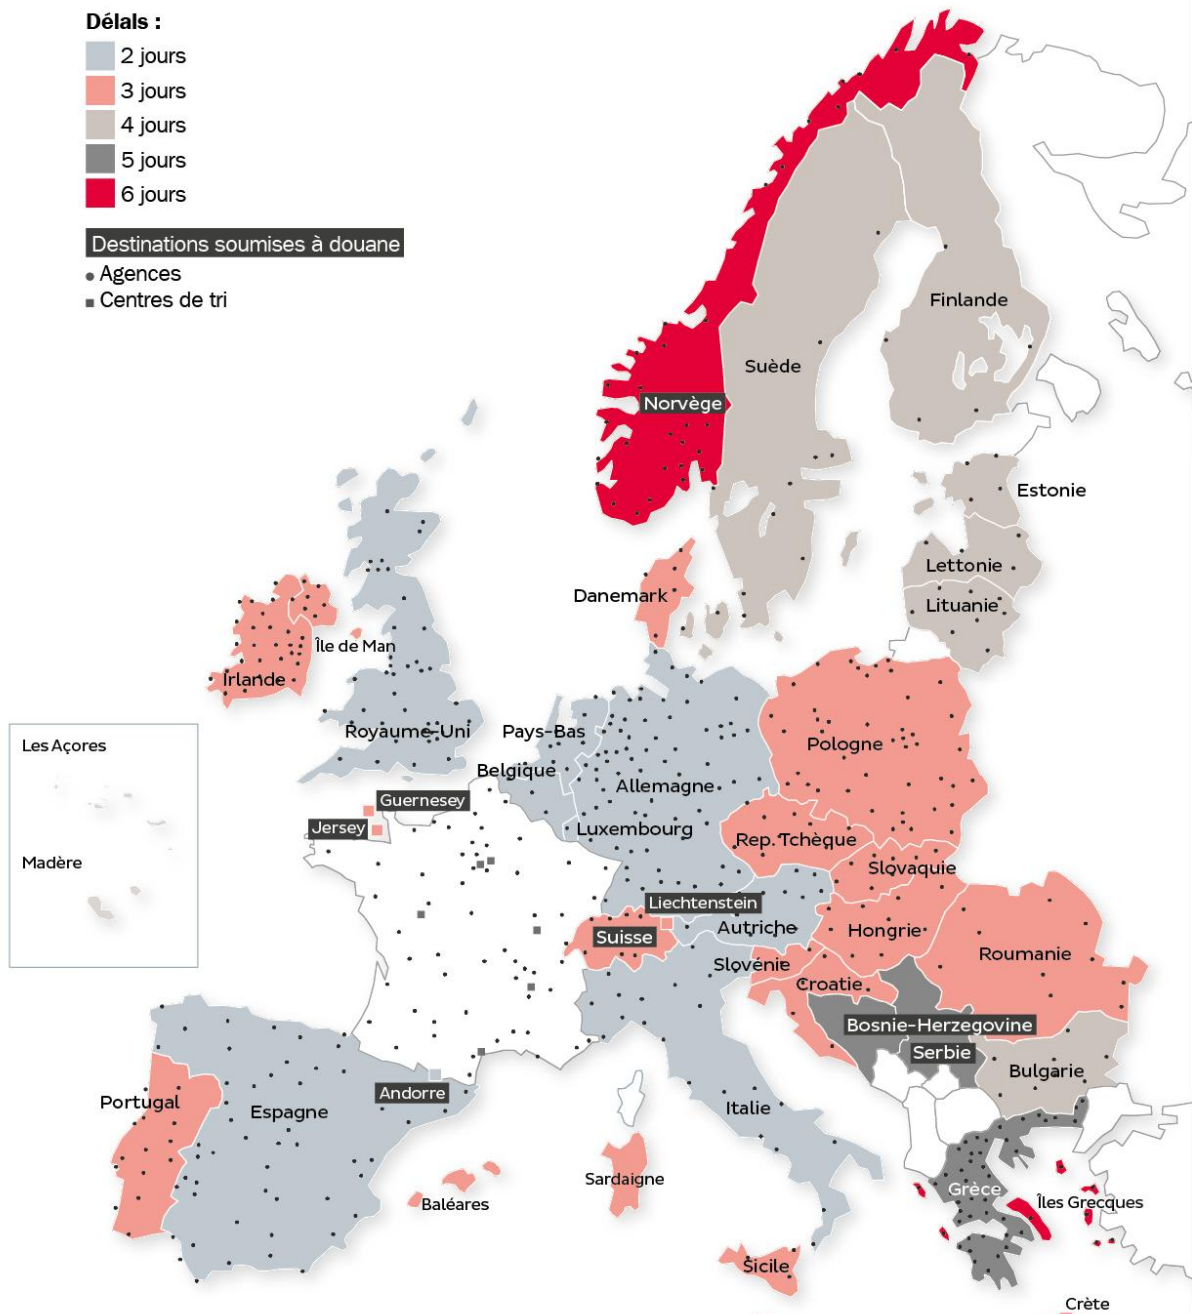 Délals :
2 jours
3 jours
4 jours
5 jours
6 jours
Destinations soumises à douane
Agences
Centres de tri
Finlande
Suède
Norvège
Estonie
Lettonie
Danemark
Lituanie
Île de Man
Irlande
Royaume-Uni
Pays-Bas
Les Açores
Pologne
Belgique
Allemagne
Guernesey
Jersey
Luxembourg
Rep. Tchègue
Madère
Slovaquie
Liechtenstein
Autriche
Suisse
Hongrie
Roumanie
Slovénie
Croatie
Bosnie-Herzegovine
Serbie
Bulgarie
Andorre
Portugal
Espagne
Italie
Sardaigne
Grèce
Baléares
Îles Grecques
Sicile
Crète